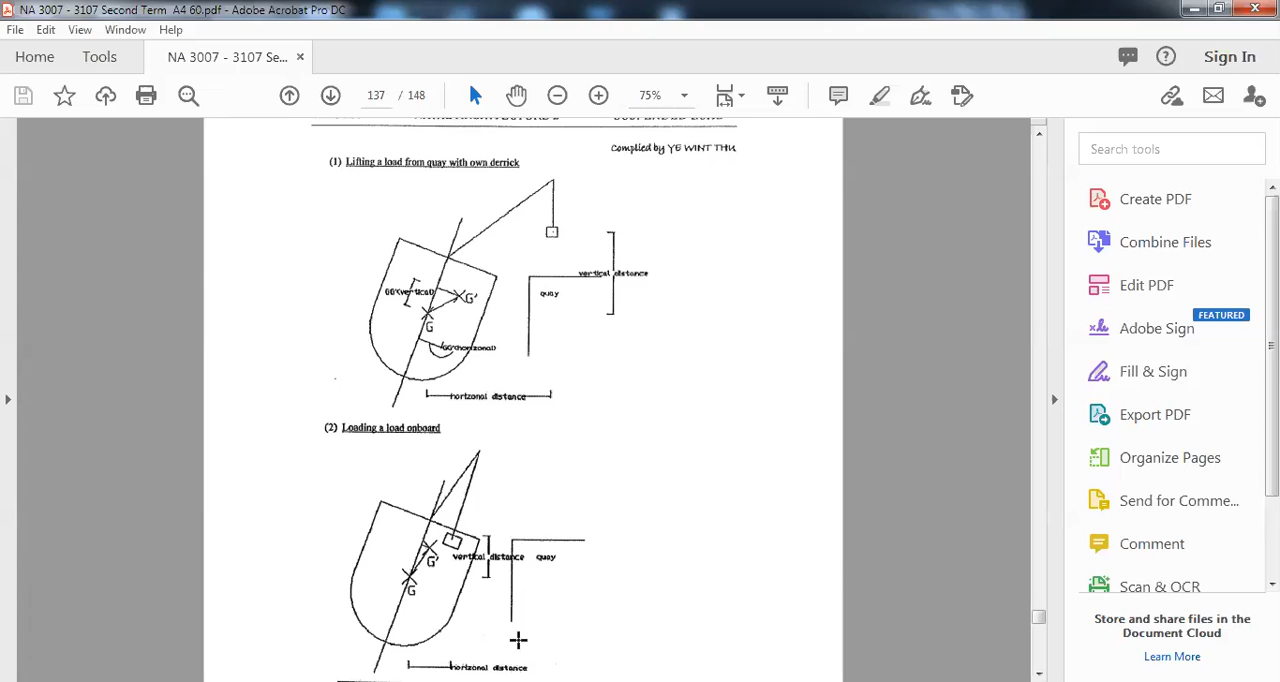 NA 3007 - 3107 Second Term A4 60.pdf - Adobe Acrobat Pro DC
File Edit View Window Help
Home Tools NA 3007 - 3107 Se... ×
Sign In
137 / 148
75%
Complied by YE WINT THU
(1) Lifting a load from quay with own derrick
vertical distance
GG'(vertical)
quay
G'
G
GG'(horizonal)
horizonal distance
(2) Loading a load onboard
vertical distance
quay
G'
G
horizonal distance
Search tools
Create PDF
Combine Files
Edit PDF
FEATURED
Adobe Sign
Fill & Sign
Export PDF
Organize Pages
Send for Comme...
Comment
Scan & OCR
Store and share files in the
Document Cloud
Learn More